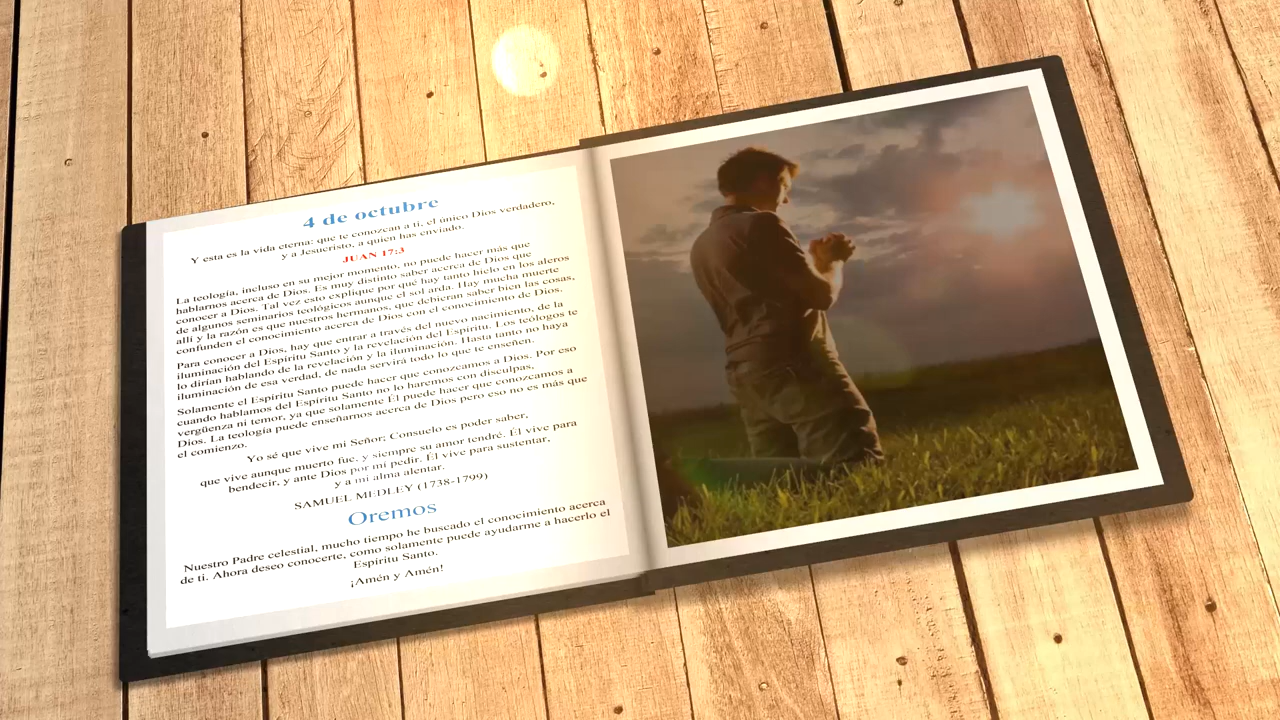 4 de octubre
Y esta es la vida eterna: que te conozcan a ti, el único Dios verdadero,
y a Jesucristo, a quien has enviado.
JUAN 17:3
La teología, incluso en su mejor momento, no puede hacer más que
hablarnos acerca de Dios. Es muy distinto saber acerca de Dios que
conocer a Dios. Tal vez esto explique por qué hay tanto hielo en los aleros
de algunos seminarios teológicos aunque el sol arda. Hay mucha muerte
allí y la razón es que nuestros hermanos, que debieran saber bien las cosas,
confunden el conocimiento acerca de Dios con el conocimiento de Dios.
Para conocer a Dios, hay que entrar a través del nuevo nacimiento, de la
iluminación del Espíritu Santo y la revelación del Espíritu. Los teólogos te
lo dirían hablando de la revelación y la iluminación. Hasta tanto no haya
iluminación de esa verdad, de nada servirá todo lo que te enseñen.
Solamente el Espíritu Santo puede hacer que conozcamos a Dios. Por eso
cuando hablamos del Espíritu Santo no lo haremos con disculpas,
vergüenza ni temor, ya que solamente Él puede hacer que conozcamos a
Dios. La teología puede enseñarnos acerca de Dios pero eso no es más que
el comienzo.
Yo sé que vive mi Señor; Consuelo es poder saber,
que vive aunque muerto fue, y siempre su amor tendré. Él vive para
bendecir, y ante Dios por mí pedir. Él vive para sustentar,
y a mi alma alentar.
SAMUEL MEDLEY (1738-1799)
Oremos
Nuestro Padre celestial, mucho tiempo he buscado el conocimiento acerca
de ti. Ahora deseo conocerte, como solamente puede ayudarme a hacerlo el
Espíritu Santo.
¡Amén y Amén!